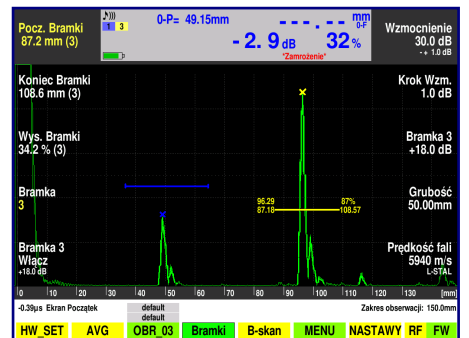 Pocz. Bramki
87.2 mm (3)
1 3
0-P= 49.15mm
---.-- mm
0-F
- 2.9 dB 32 %
*Zamrożenie*
Wzmocnienie
30.0 dB
-+ 1.0 dB
Koniec Bramki
108.6 mm (3)
Krok Wzm.
1.0 dB
Wys. Bramki
34.2 % (3)
Bramka 3
+18.0 dB
Bramka
3
96.29 87%
87.18 108.57
Grubość
50.00mm
Bramka 3
Włącz
+18.0 dB
Prędkość fali
5940 m/s
L-STAL
0 10 20 30 40 50 60 70 80 90 100 110 120 130 [mm]
-0.39µs Ekran Początek
default
default
Zakres obserwacji: 150.0mm
HW_SET AVG OBR_03 Bramki B-skan MENU NASTAWY RF FW